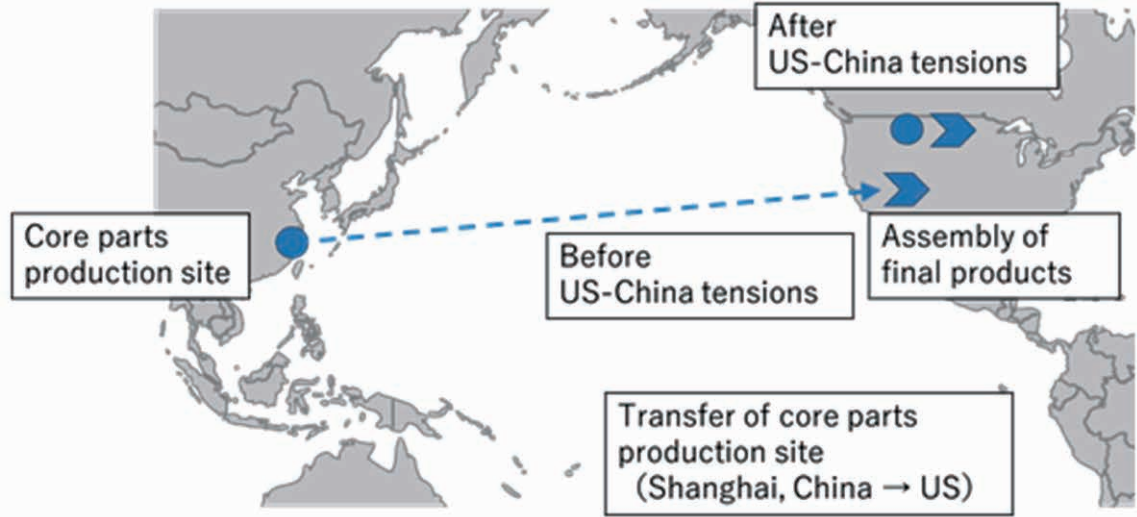 After
US-China tensions
Core parts
production site
Before
US-China tensions
Assembly of
final products
Transfer of core parts
production site
(Shanghai, China → US)